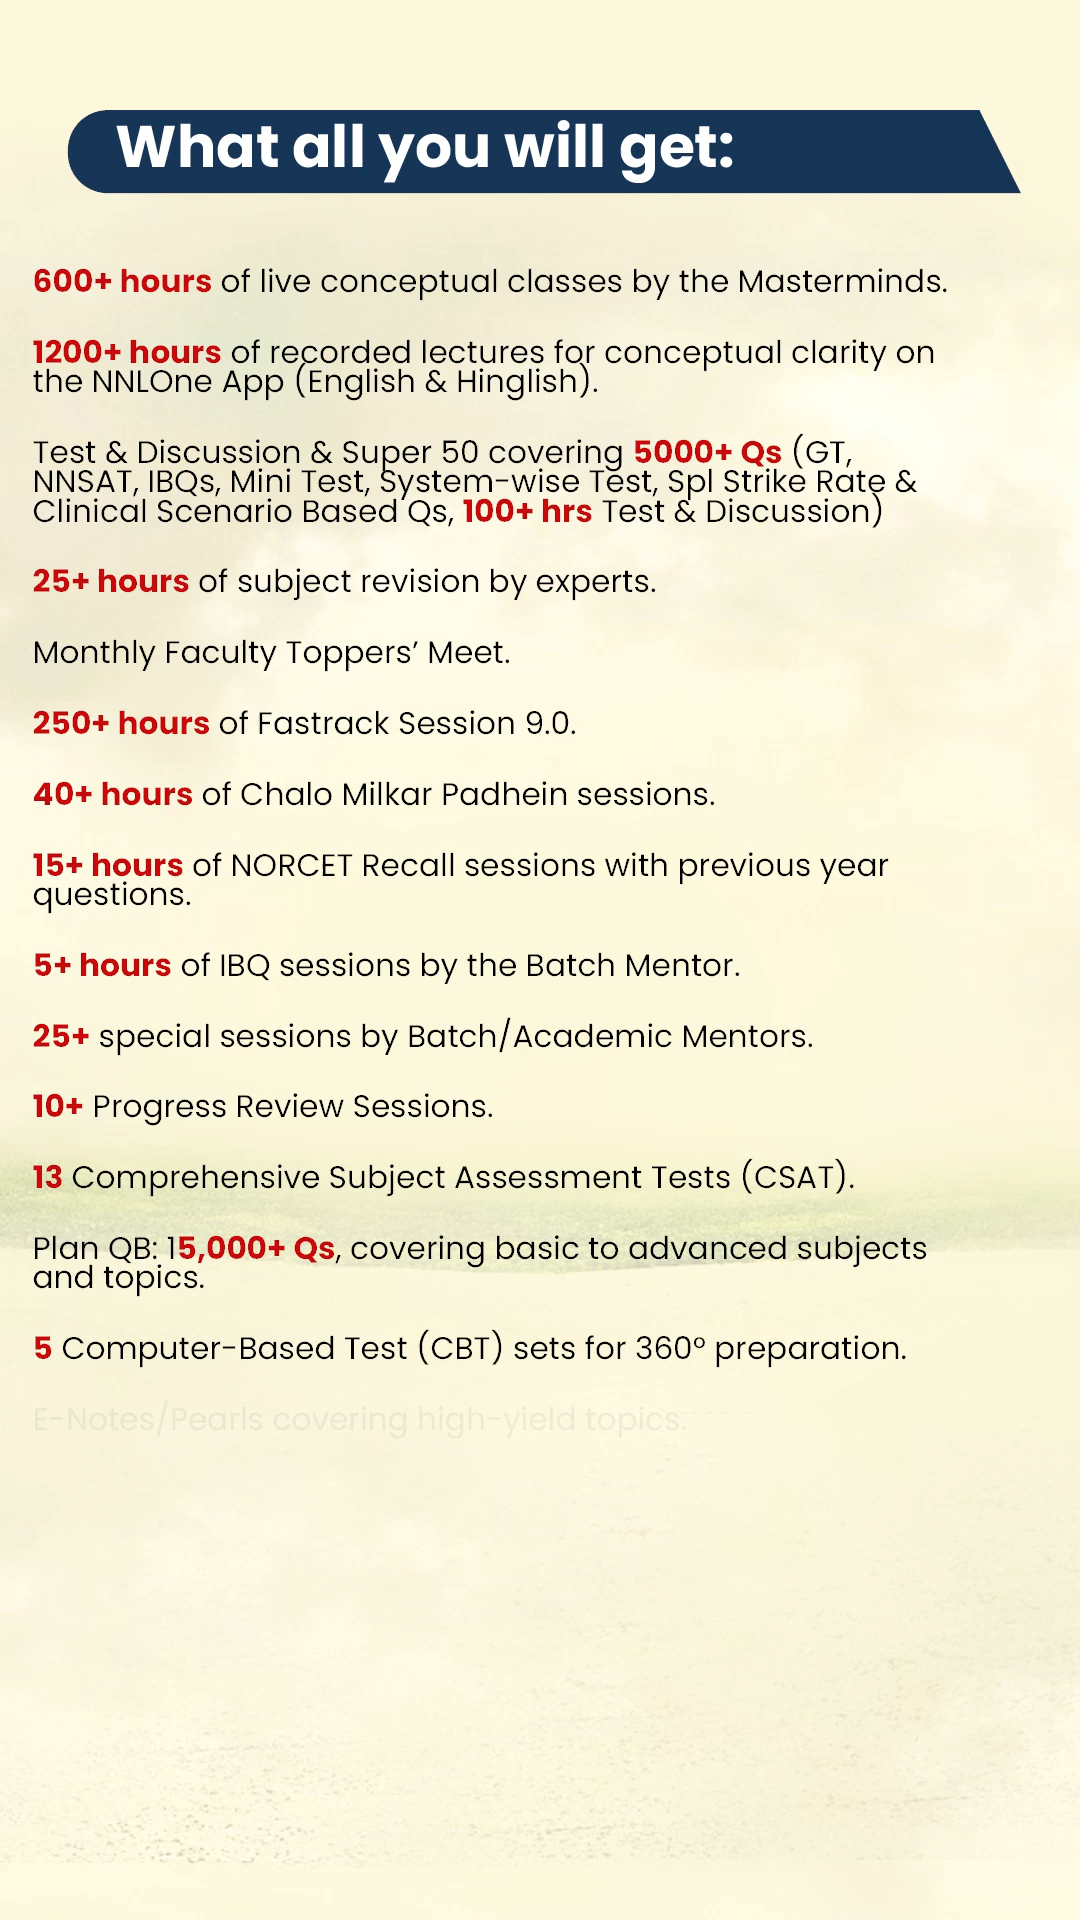 What all you will get:
600+ hours of live conceptual classes by the Masterminds.
1200+ hours of recorded lectures for conceptual clarity on
the NNLOne App (English & Hinglish).
Test & Discussion & Super 50 covering 5000+ Qs (GT,
NNSAT, IBQs, Mini Test, System-wise Test, Spl Strike Rate &
Clinical Scenario Based Qs, 100+ hrs Test & Discussion)
25+ hours of subject revision by experts.
Monthly Faculty Toppers’ Meet.
250+ hours of Fastrack Session 9.0.
40+ hours of Chalo Milkar Padhein sessions.
15+ hours of NORCET Recall sessions with previous year
questions.
5+ hours of IBQ sessions by the Batch Mentor.
25+ special sessions by Batch/Academic Mentors.
10+ Progress Review Sessions.
13 Comprehensive Subject Assessment Tests (CSAT).
Plan QB: 15,000+ Qs, covering basic to advanced subjects
and topics.
5 Computer-Based Test (CBT) sets for 360° preparation.
E-Notes/Pearls covering high-yield topics.